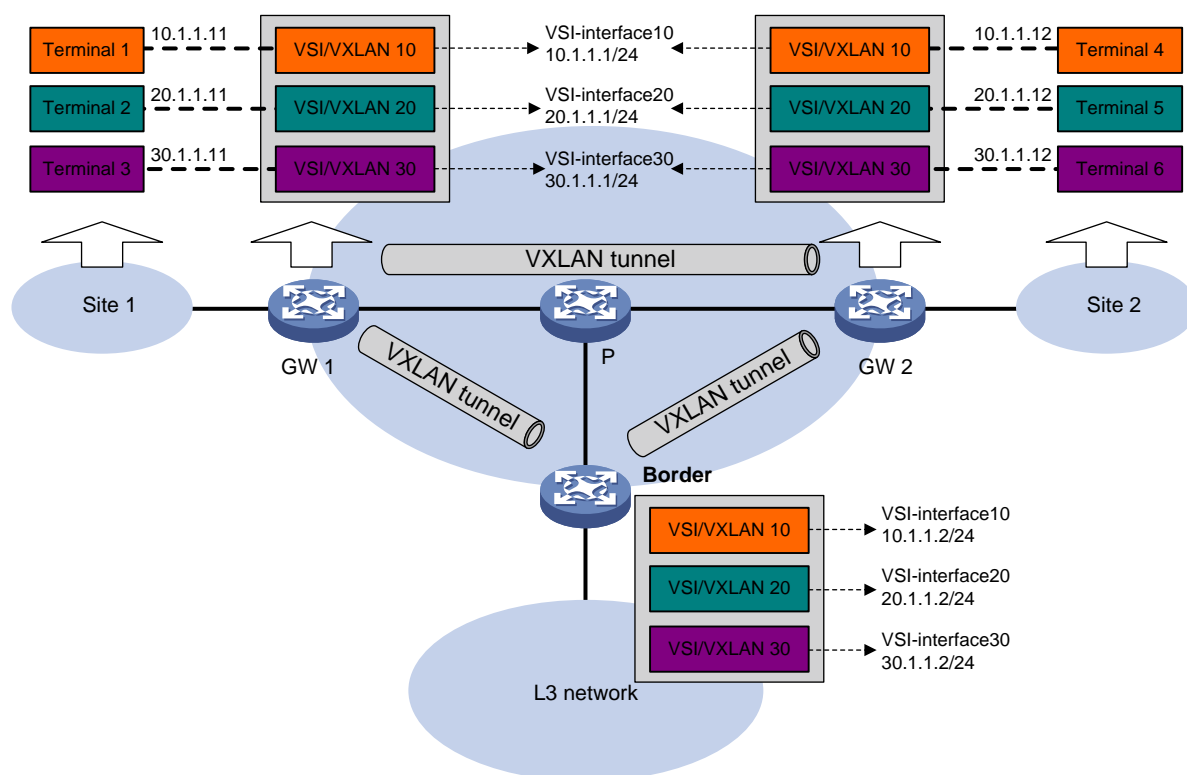 Terminal 1
10.1.1.11
VSI/VXLAN 10
VSI-interface10
10.1.1.1/24
VSI/VXLAN 10
10.1.1.12
Terminal 4
Terminal 2
20.1.1.11
VSI/VXLAN 20
VSI-interface20
20.1.1.1/24
VSI/VXLAN 20
20.1.1.12
Terminal 5
Terminal 3
30.1.1.11
VSI/VXLAN 30
VSI-interface30
30.1.1.1/24
VSI/VXLAN 30
30.1.1.12
Terminal 6
VXLAN tunnel
Site 1
GW 1
P
GW 2
Site 2
VXLAN tunnel
VXLAN tunnel
Border
VSI/VXLAN 10
VSI-interface10
10.1.1.2/24
VSI/VXLAN 20
VSI-interface20
20.1.1.2/24
VSI/VXLAN 30
VSI-interface30
30.1.1.2/24
L3 network